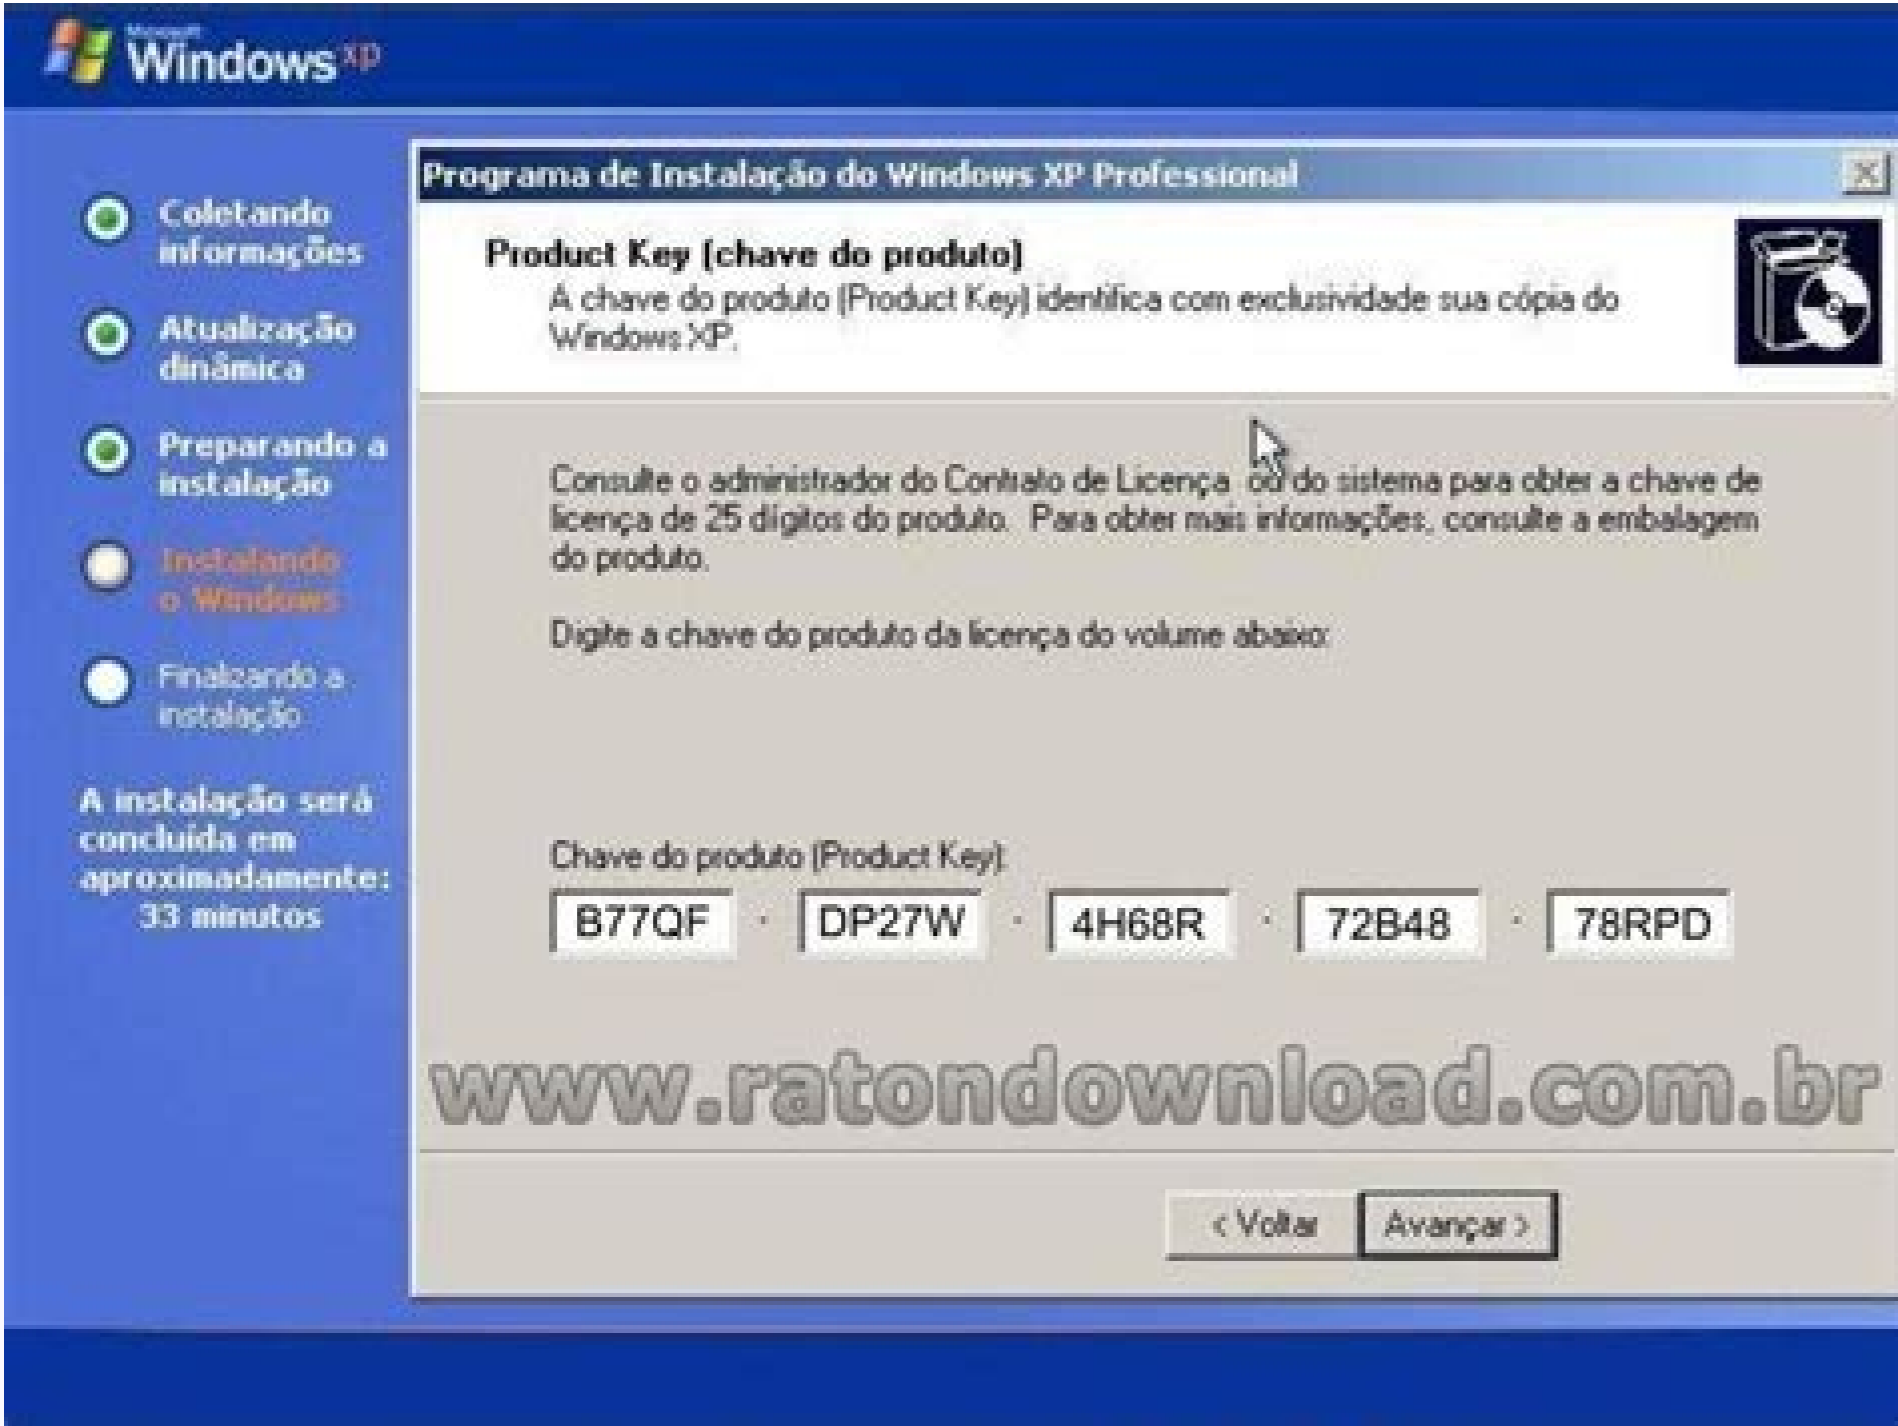 Microsoft
Windows xp
Coletando
informações
Atualização
dinâmica
Preparando a
instalação
Instalando
o Windows
Finalizando a
instalação
A instalação será
concluída em
aproximadamente:
33 minutos
Programa de Instalação do Windows XP Professional
Product Key (chave do produto)
A chave do produto (Product Key) identifica com exclusividade sua cópia do
Windows XP.
Consulte o administrador do Contrato de Licença ou do sistema para obter a chave de
licença de 25 dígitos do produto. Para obter mais informações, consulte a embalagem
do produto.
Digite a chave do produto da licença do volume abaixo:
Chave do produto (Product Key):
B77QF - DP27W - 4H68R - 72B48 - 78RPD
www.ratondownload.com.br
< Voltar Avançar >